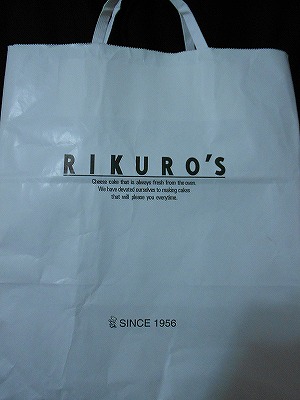 RIKURO'S
Cheese cake that is always fresh from the oven.
We have devoted ourselves to making cakes
that will please you everytime.
SINCE 1956